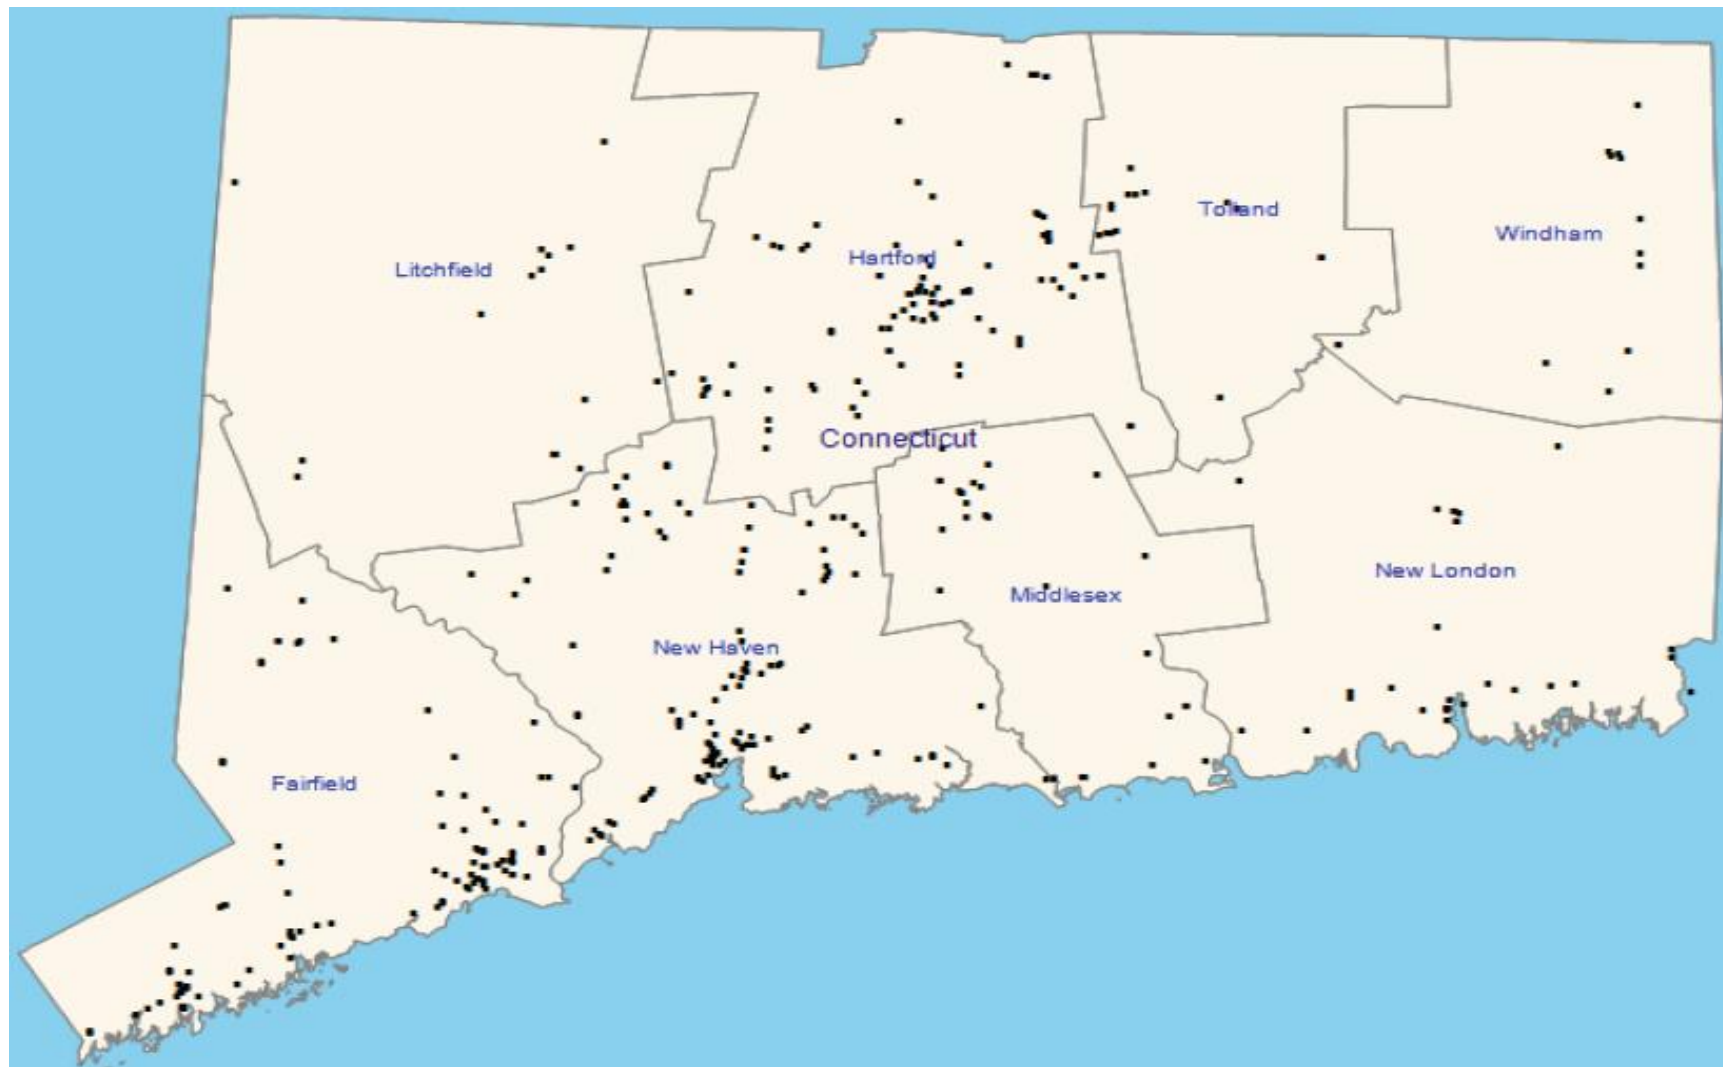 Tolland
Windham
Hartford
Litchfield
Connecticut
New London
Middlesex
New Haven
Fairfield